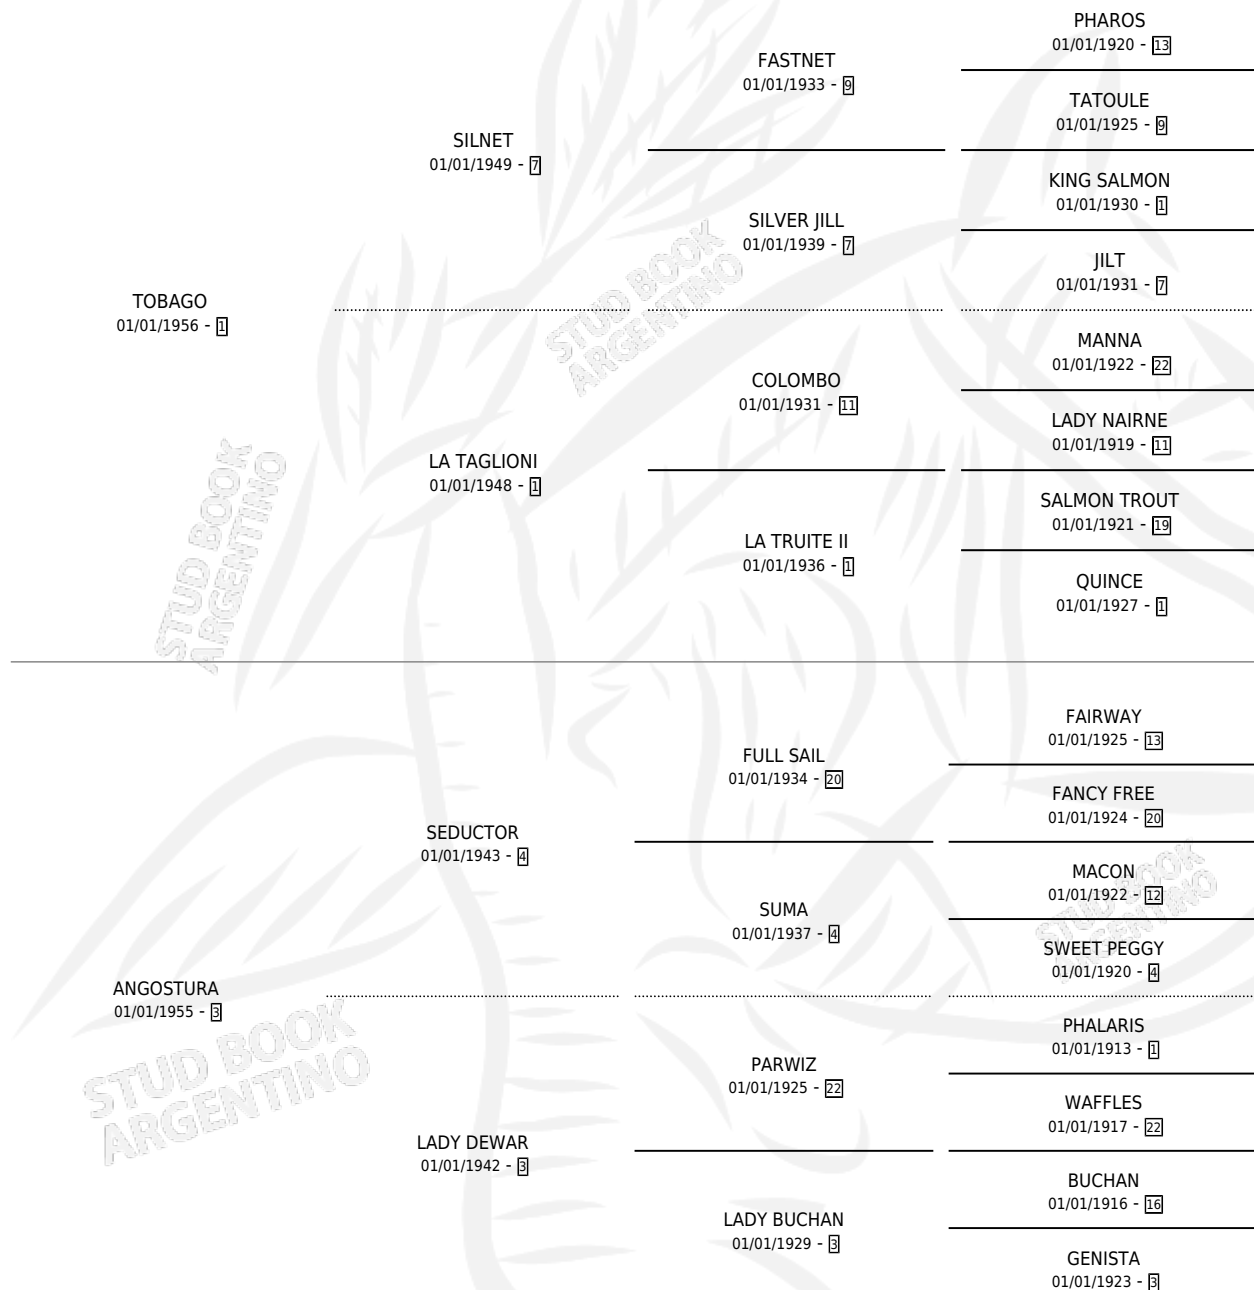 PHAROS
01/01/1920 - 13
FASTNET
01/01/1933 - 9
TATOULE
01/01/1925 - 9
SILNET
01/01/1949 - 7
KING SALMON
01/01/1930 - 1
SILVER JILL
01/01/1939 - 7
JILT
01/01/1931 - 7
TOBAGO
01/01/1956 - 1
MANNA
01/01/1922 - 22
COLOMBO
01/01/1931 - 11
LADY NAIRNE
01/01/1919 - 11
LA TAGLIONI
01/01/1948 - 1
SALMON TROUT
01/01/1921 - 19
LA TRUITE II
01/01/1936 - 1
QUINCE
01/01/1927 - 1
FAIRWAY
01/01/1925 - 13
FULL SAIL
01/01/1934 - 20
FANCY FREE
01/01/1924 - 20
SEDUCTOR
01/01/1943 - 4
MACON
01/01/1922 - 12
SUMA
01/01/1937 - 4
SWEET PEGGY
01/01/1920 - 4
ANGOSTURA
01/01/1955 - 3
PHALARIS
01/01/1913 - 1
PARWIZ
01/01/1925 - 22
WAFFLES
01/01/1917 - 22
LADY DEWAR
01/01/1942 - 3
BUCHAN
01/01/1916 - 16
LADY BUCHAN
01/01/1929 - 3
GENISTA
01/01/1923 - 3
STUD BOOK
ARGENTINO
STUD BOOK
ARGENTINO
STUD BOOK
ARGENTINO
STUD BOOK
ARGENTINO